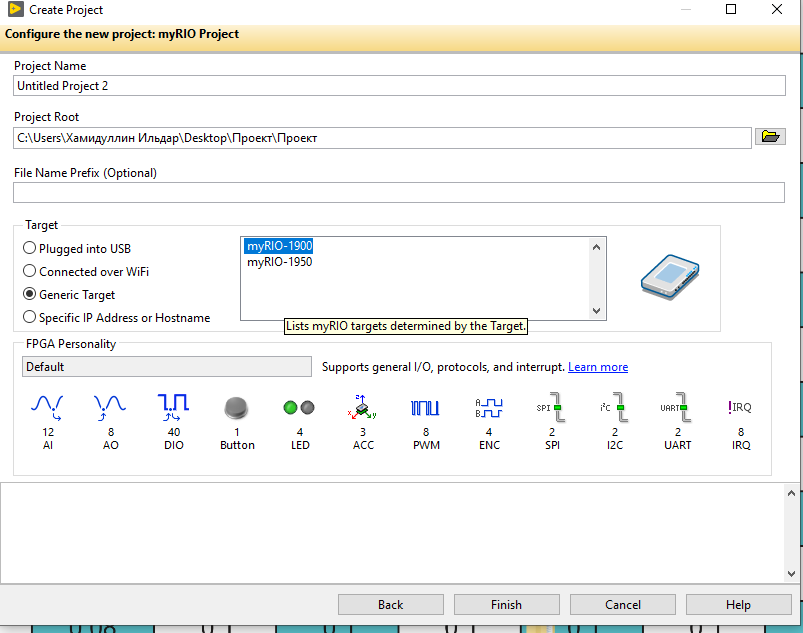 Create Project
Configure the new project: myRIO Project
Project Name
Untitled Project 2
Project Root
C:\Users\Хамидуллин Ильдар\Desktop\Проект\Проект
File Name Prefix (Optional)
Target
Plugged into USB
Connected over WiFi
Generic Target
Specific IP Address or Hostname
myRIO-1900
myRIO-1950
Lists myRIO targets determined by the Target.
FPGA Personality
Default
Supports general I/O, protocols, and interrupt. Learn more
z x y A B SPI I²C UART !IRQ
12 8 40 1 4 3 8 4 2 2 2 8
AI AO DIO Button LED ACC PWM ENC SPI I2C UART IRQ
Back Finish Cancel Help